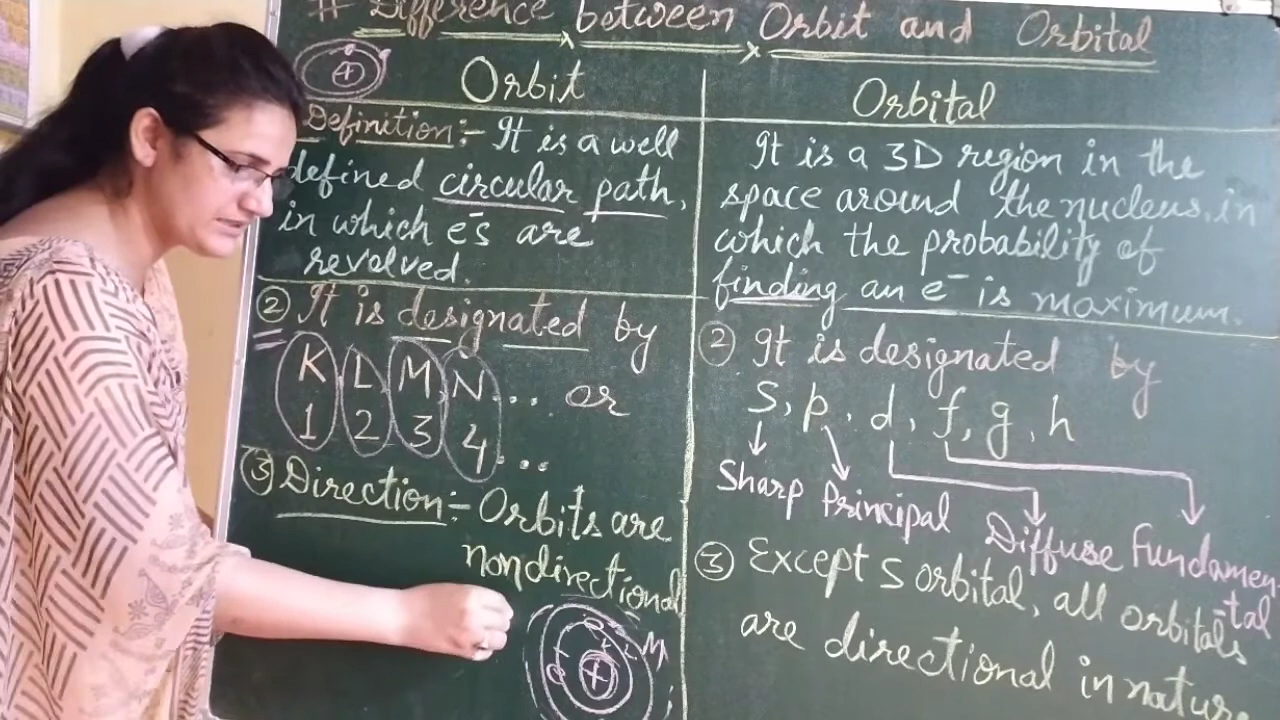 # Difference between Orbit and Orbital
+
Orbit
Definition:- It is a well
defined circular path,
in which e⁻s are
revolved.
② It is designated by
K L M N ... or
1 2 3 4 ...
③ Direction:- Orbits are
Nondirectional
+ K L M
Orbital
It is a 3D region in the
space around the nucleus, in
which the probability of
finding an e⁻ is maximum.
② It is designated by
s, p, d, f, g, h
Sharp Principal Diffuse Fundamen
-tal
③ Except s orbital, all orbitals
are directional in nature